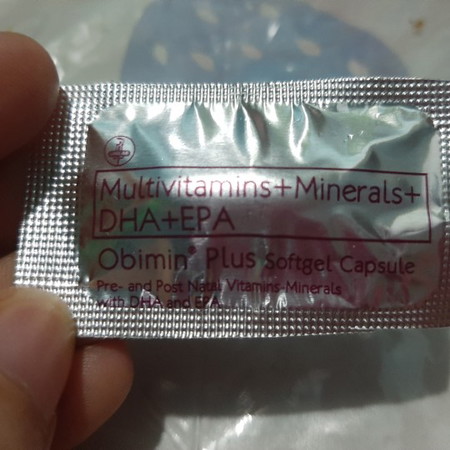 Multivitamins+Minerals+
DHA+EPA
Obimin Plus Softgel Capsule
Pre- and Post Natal Vitamins-Minerals
with DHA and EPA